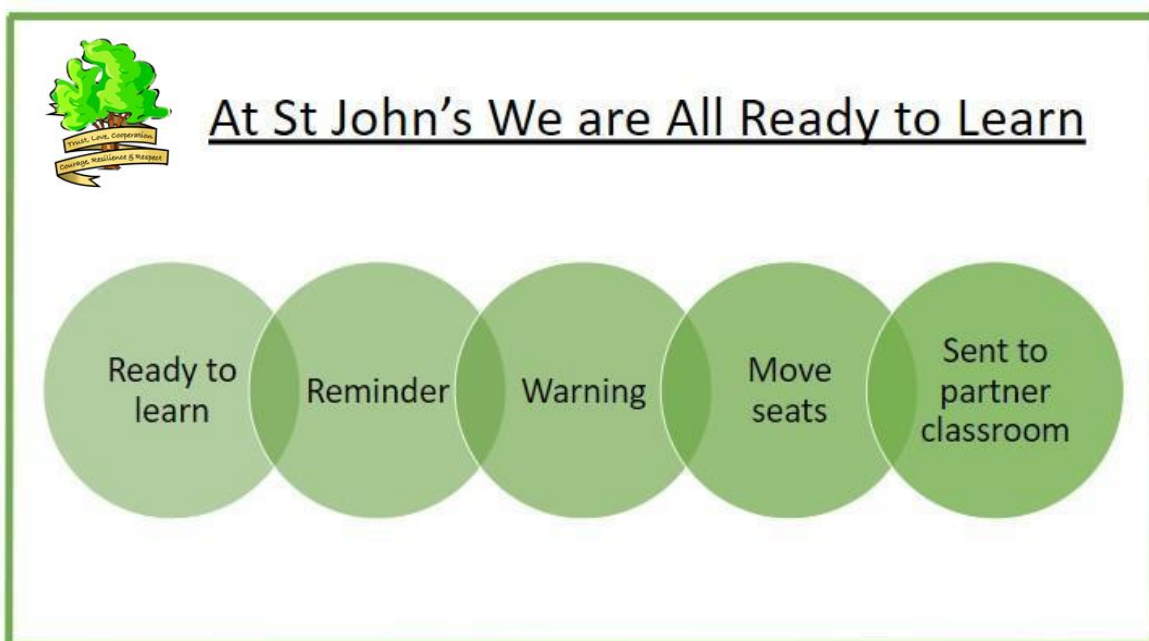 At St John's We are All Ready to Learn
Trust, Love, Cooperation
Courage, Resilience & Respect
Ready to
learn
Reminder
Warning
Move
seats
Sent to
partner
classroom